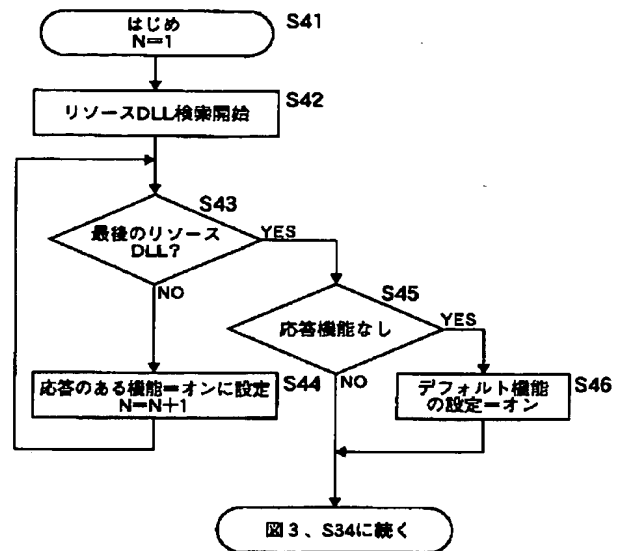 はじめ
N=1
S41
リソースDLL検索開始
S42
最後のリソース
DLL?
S43
YES
NO
応答機能なし
S45
YES
NO
応答のある機能=オンに設定
N=N+1
S44
デフォルト機能
の設定=オン
S46
図3、S34に続く